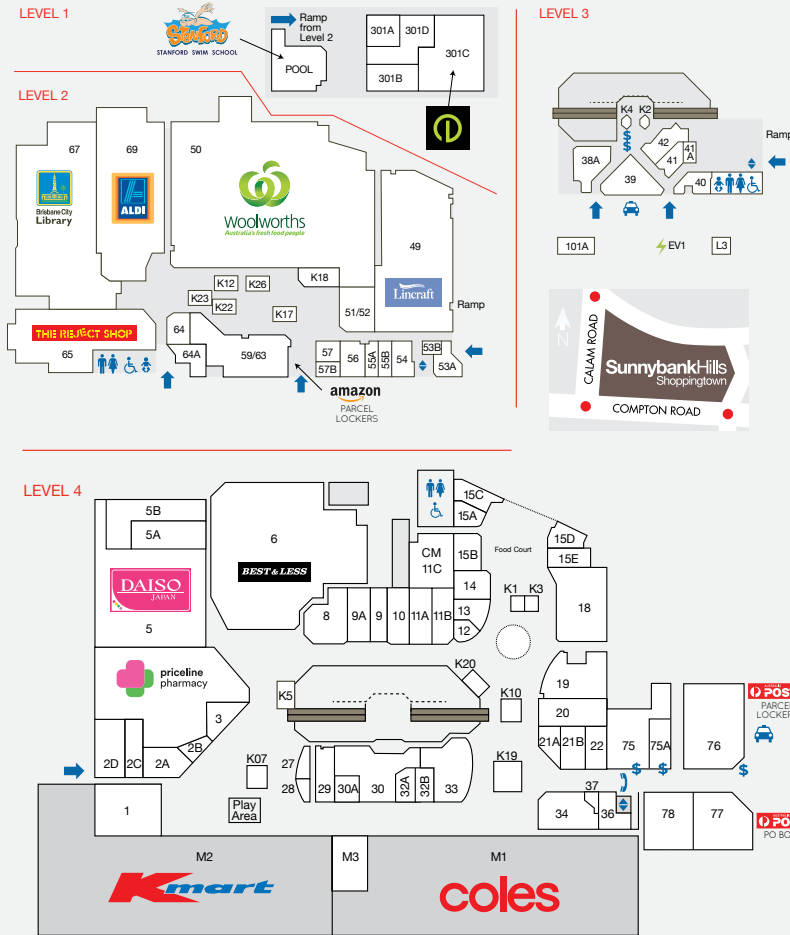 LEVEL 1
STANFORD
STANFORD SWIM SCHOOL
Ramp
from
Level 2
POOL
301A
301D
301C
301B
LEVEL 3
K4
K2
$
$
42
41
A
41
38A
39
40
Ramp
101A
EV1
L3
LEVEL 2
67
69
50
Brisbane City
Library
ALDI
Woolworths
Australia's fresh food people
49
Lincraft
K12
K26
K18
K23
K22
K17
51/52
Ramp
THE REJECT SHOP
65
64
64A
59/63
57
57B
56
55A
55B
54
53B
53A
amazon
PARCEL
LOCKERS
N
CALAM ROAD
SunnybankHills
Shoppingtown
COMPTON ROAD
LEVEL 4
5B
5A
DAISO
JAPAN
5
6
BEST & LESS
15C
15A
CM
11C
15B
Food Court
15D
15E
14
K1
K3
18
8
9A
9
10
11A
11B
13
12
priceline
pharmacy
3
2B
2D
2C
2A
K5
K20
K10
19
20
21A
21B
22
75
75A
76
POS
PARCE
LOCKER
$
$
$
K07
27
28
29
30A
30
32A
32B
33
K19
37
34
36
78
77
POS
PO BO
Play
Area
1
M2
M3
M1
Kmart
coles